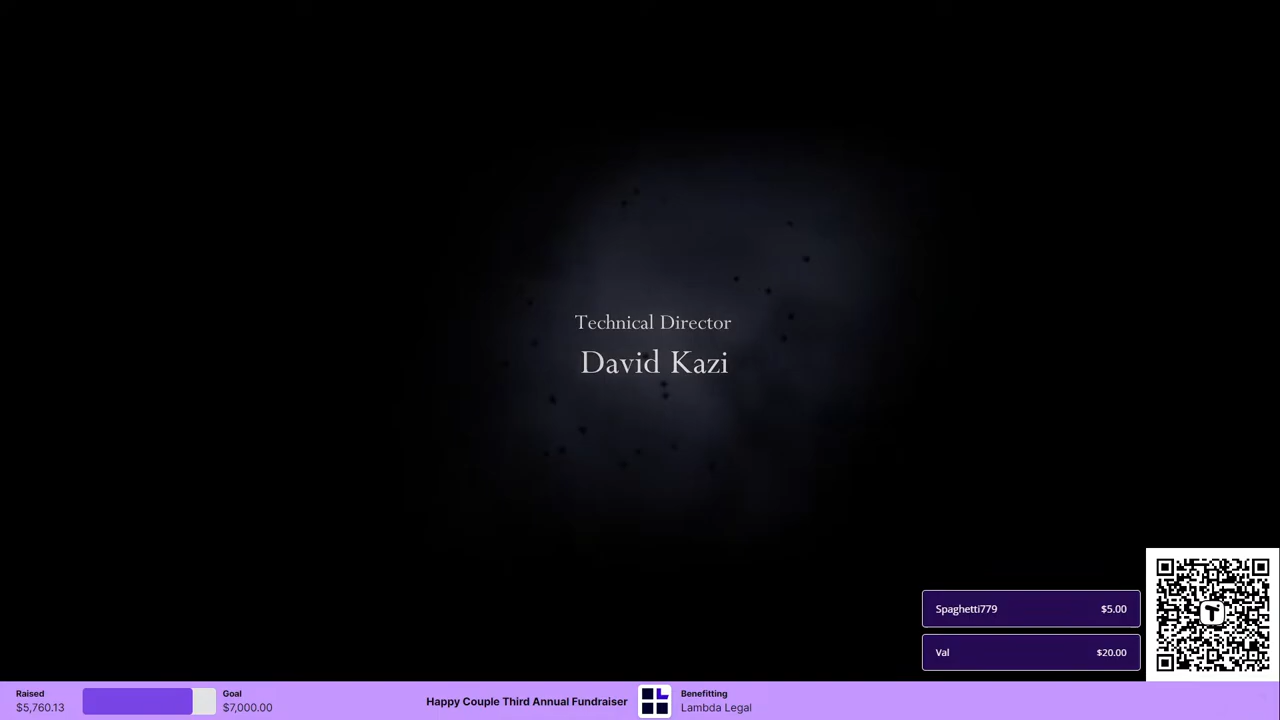 Technical Director
David Kazi
Spaghetti779 $5.00
Val $20.00
Raised
$5,760.13
Goal
$7,000.00
Happy Couple Third Annual Fundraiser
Benefitting
Lambda Legal